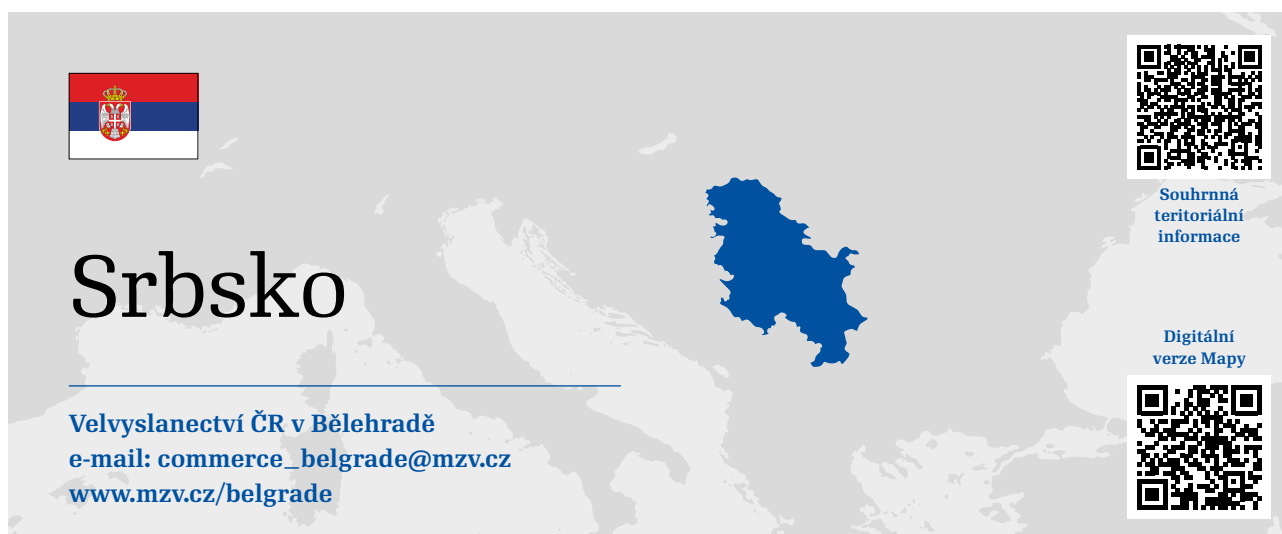 Srbsko
Velvyslanectví ČR v Bělehradě
e-mail: commerce_belgrade@mzv.cz
www.mzv.cz/belgrade
Souhrnná
teritoriální
informace
Digitální
verze Mapy